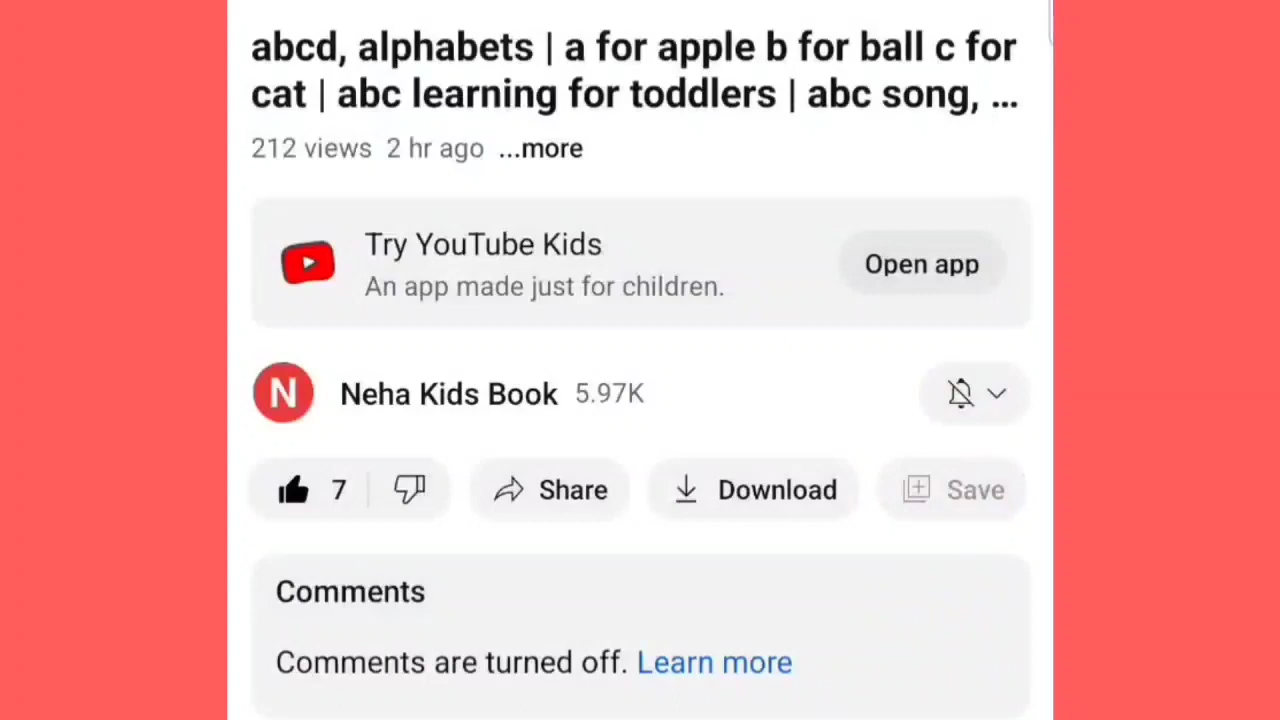 abcd, alphabets | a for apple b for ball c for
cat | abc learning for toddlers | abc song, ...
212 views 2 hr ago ...more
Try YouTube Kids
An app made just for children.
Open app
N Neha Kids Book 5.97K
7 Share Download Save
Comments
Comments are turned off. Learn more